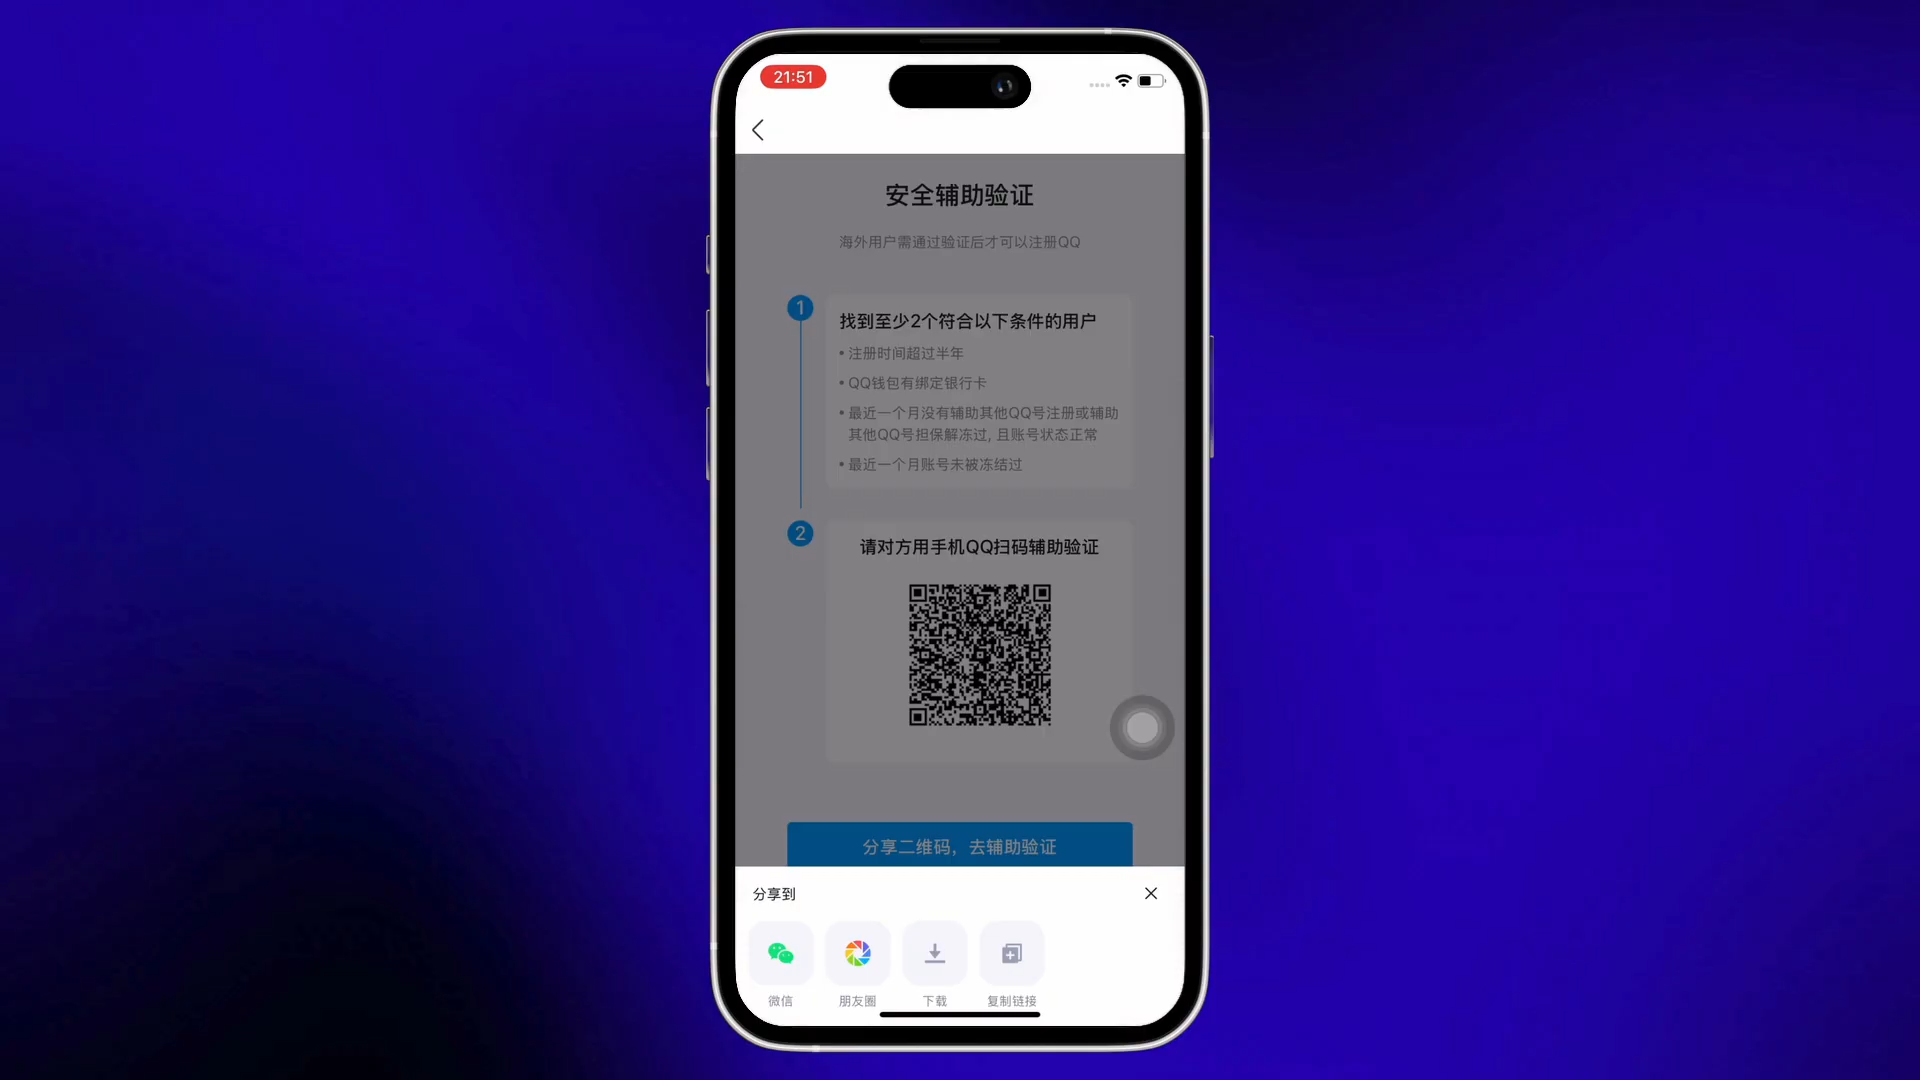 21:51
安全辅助验证
海外用户需通过验证后才可以注册QQ
1
找到至少2个符合以下条件的用户
• 注册时间超过半年
• QQ钱包有绑定银行卡
• 最近一个月没有辅助其他QQ号注册或辅助
其他QQ号担保解冻过, 且账号状态正常
• 最近一个月账号未被冻结过
2
请对方用手机QQ扫码辅助验证
分享二维码，去辅助验证
分享到
微信
朋友圈
下载
复制链接